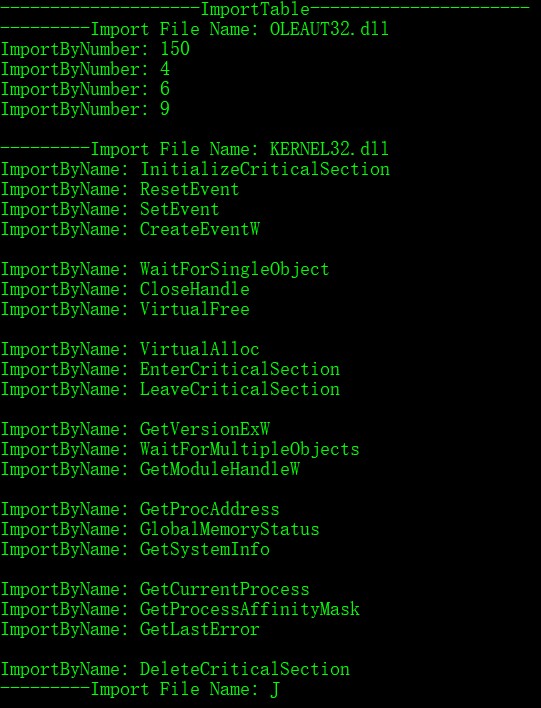 --------------------ImportTable----------------------
---------Import File Name: OLEAUT32.dll
ImportByNumber: 150
ImportByNumber: 4
ImportByNumber: 6
ImportByNumber: 9
---------Import File Name: KERNEL32.dll
ImportByName: InitializeCriticalSection
ImportByName: ResetEvent
ImportByName: SetEvent
ImportByName: CreateEventW
ImportByName: WaitForSingleObject
ImportByName: CloseHandle
ImportByName: VirtualFree
ImportByName: VirtualAlloc
ImportByName: EnterCriticalSection
ImportByName: LeaveCriticalSection
ImportByName: GetVersionExW
ImportByName: WaitForMultipleObjects
ImportByName: GetModuleHandleW
ImportByName: GetProcAddress
ImportByName: GlobalMemoryStatus
ImportByName: GetSystemInfo
ImportByName: GetCurrentProcess
ImportByName: GetProcessAffinityMask
ImportByName: GetLastError
ImportByName: DeleteCriticalSection
---------Import File Name: J